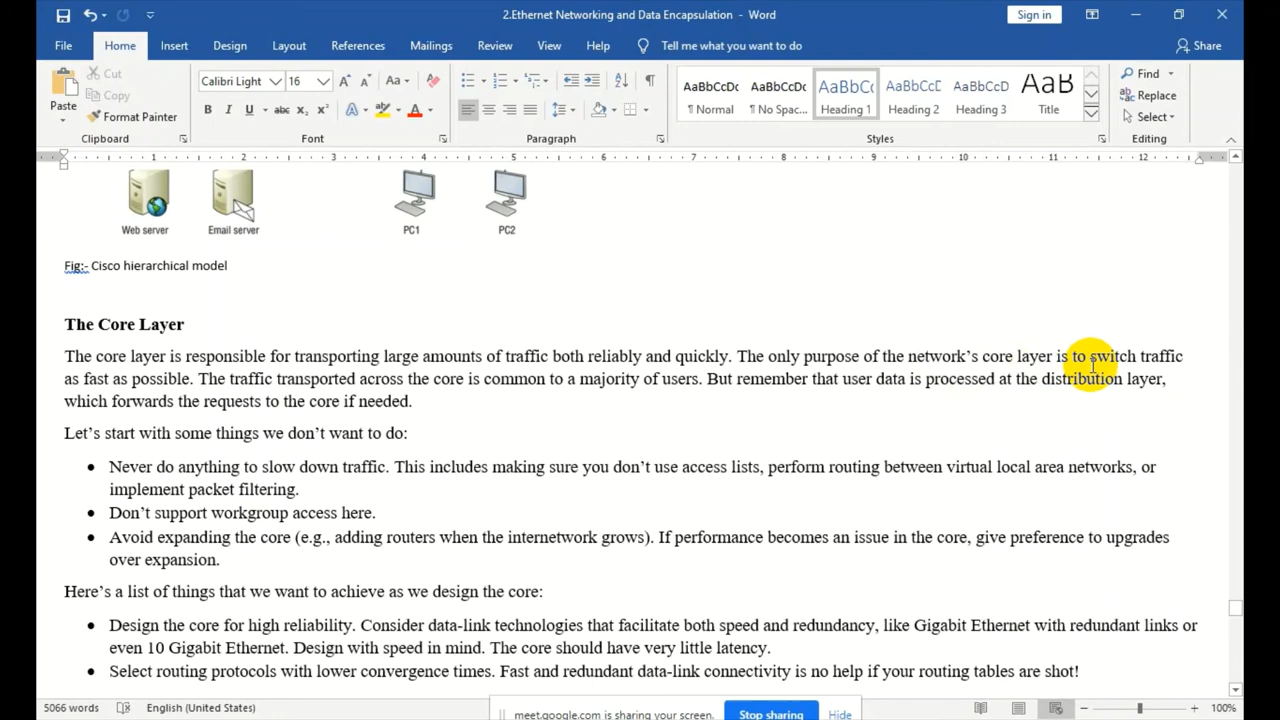 2.Ethernet Networking and Data Encapsulation - Word
Sign in
File Home Insert Design Layout References Mailings Review View Help Tell me what you want to do Share
Paste Cut Copy Format Painter
Calibri Light 16
AaBbCcDc AaBbCcDc AaBbC AaBbCcD AaBbCcD AaB
¶ Normal ¶ No Spac... Heading 1 Heading 2 Heading 3 Title
Find Replace Select
Clipboard Font Paragraph Styles Editing
1 2 3 4 5 6 7 8 9 10 11 12
Web server Email server PC1 PC2
Fig:- Cisco hierarchical model
The Core Layer
The core layer is responsible for transporting large amounts of traffic both reliably and quickly. The only purpose of the network’s core layer is to switch traffic
as fast as possible. The traffic transported across the core is common to a majority of users. But remember that user data is processed at the distribution layer,
which forwards the requests to the core if needed.
Let’s start with some things we don’t want to do:
• Never do anything to slow down traffic. This includes making sure you don’t use access lists, perform routing between virtual local area networks, or
implement packet filtering.
• Don’t support workgroup access here.
• Avoid expanding the core (e.g., adding routers when the internetwork grows). If performance becomes an issue in the core, give preference to upgrades
over expansion.
Here’s a list of things that we want to achieve as we design the core:
• Design the core for high reliability. Consider data-link technologies that facilitate both speed and redundancy, like Gigabit Ethernet with redundant links or
even 10 Gigabit Ethernet. Design with speed in mind. The core should have very little latency.
• Select routing protocols with lower convergence times. Fast and redundant data-link connectivity is no help if your routing tables are shot!
5066 words English (United States) 100%
meet.google.com is sharing your screen. Stop sharing Hide